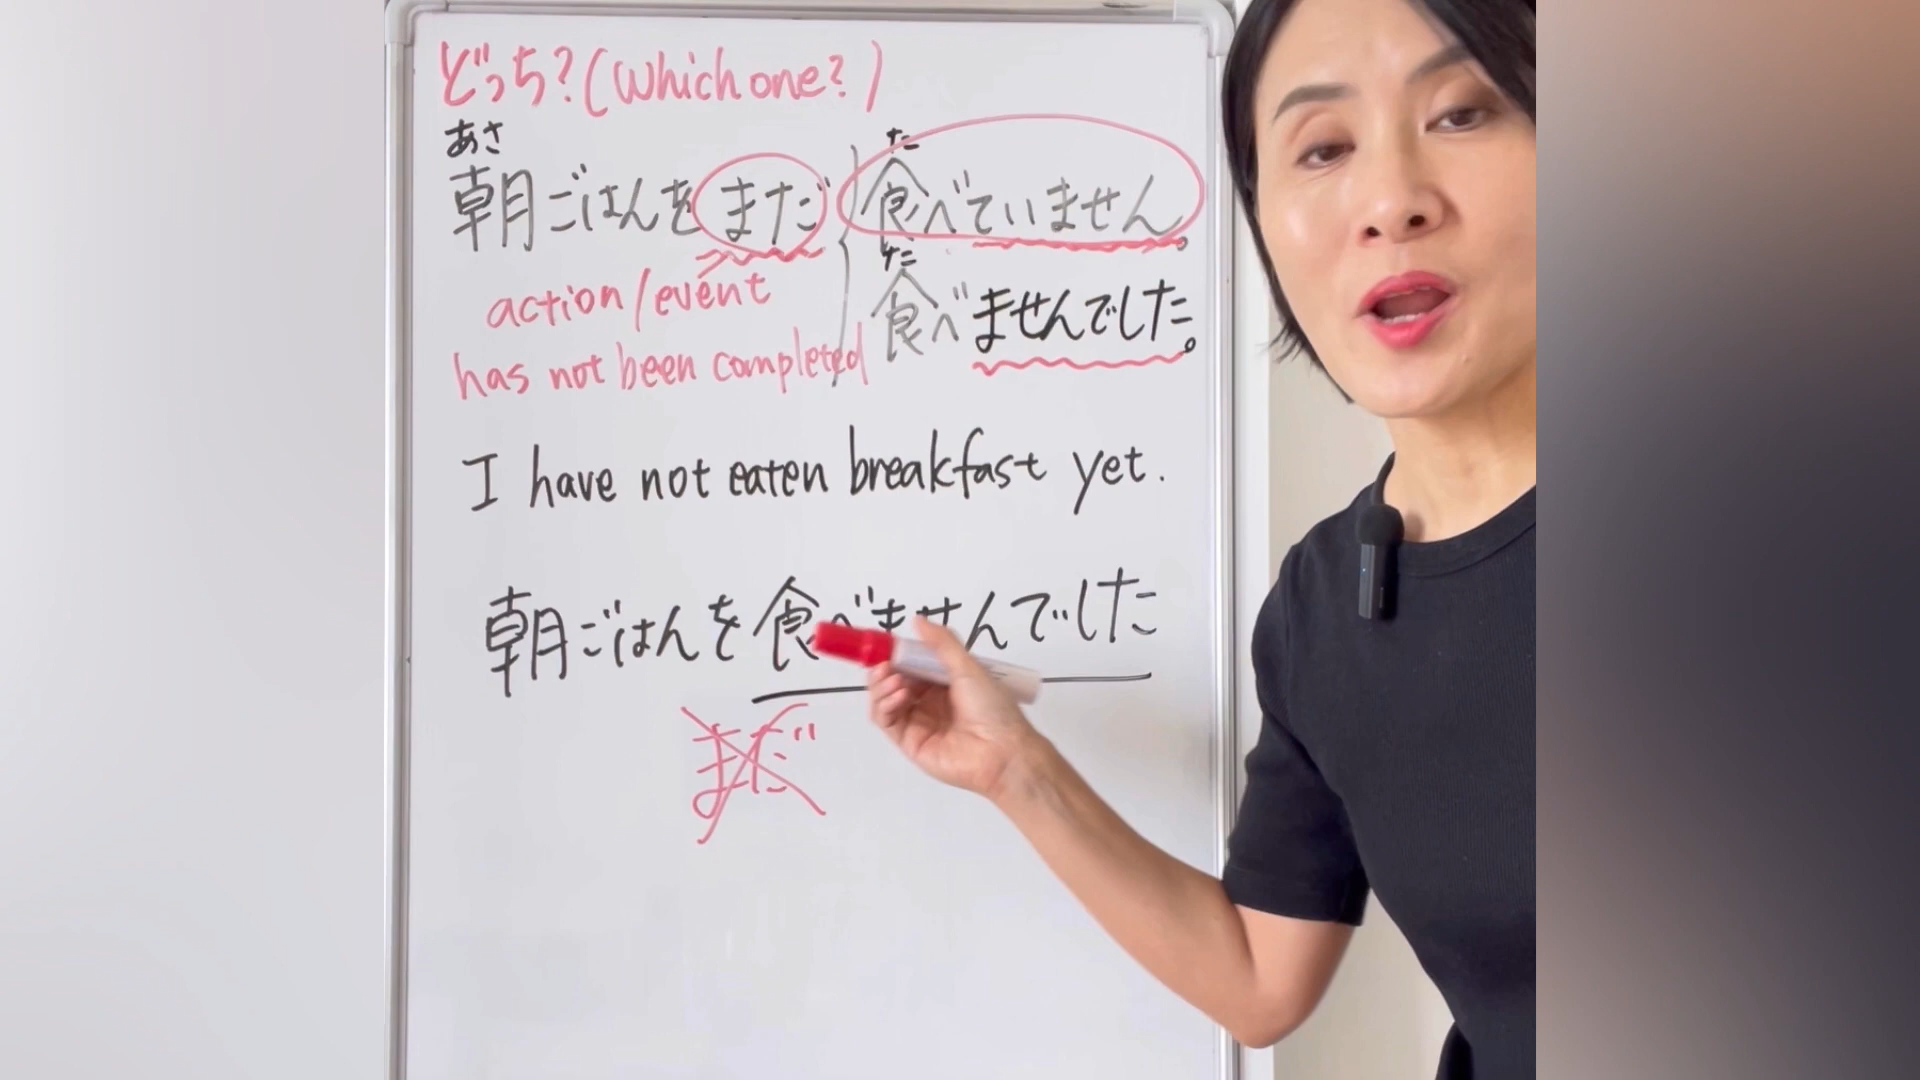 どっち?(Which one?)
あさ
た
朝ごはんをまだ 食べていません。
た
食べませんでした。
action/event
has not been completed
I have not eaten breakfast yet.
朝ごはんを食べませんでした
まだ